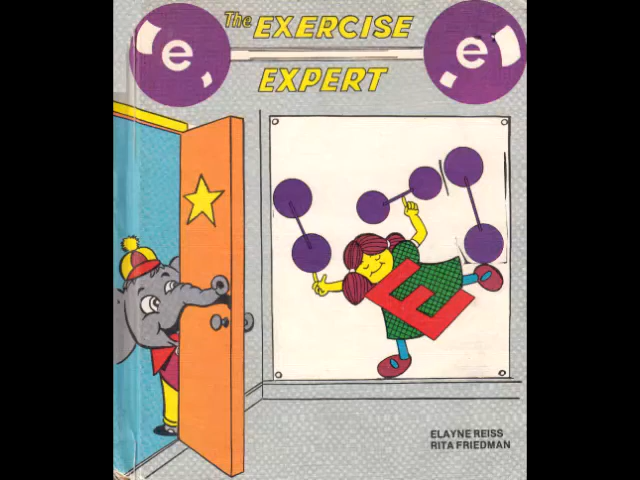 The EXERCISE
EXPERT
e
e
E
ELAYNE REISS
RITA FRIEDMAN